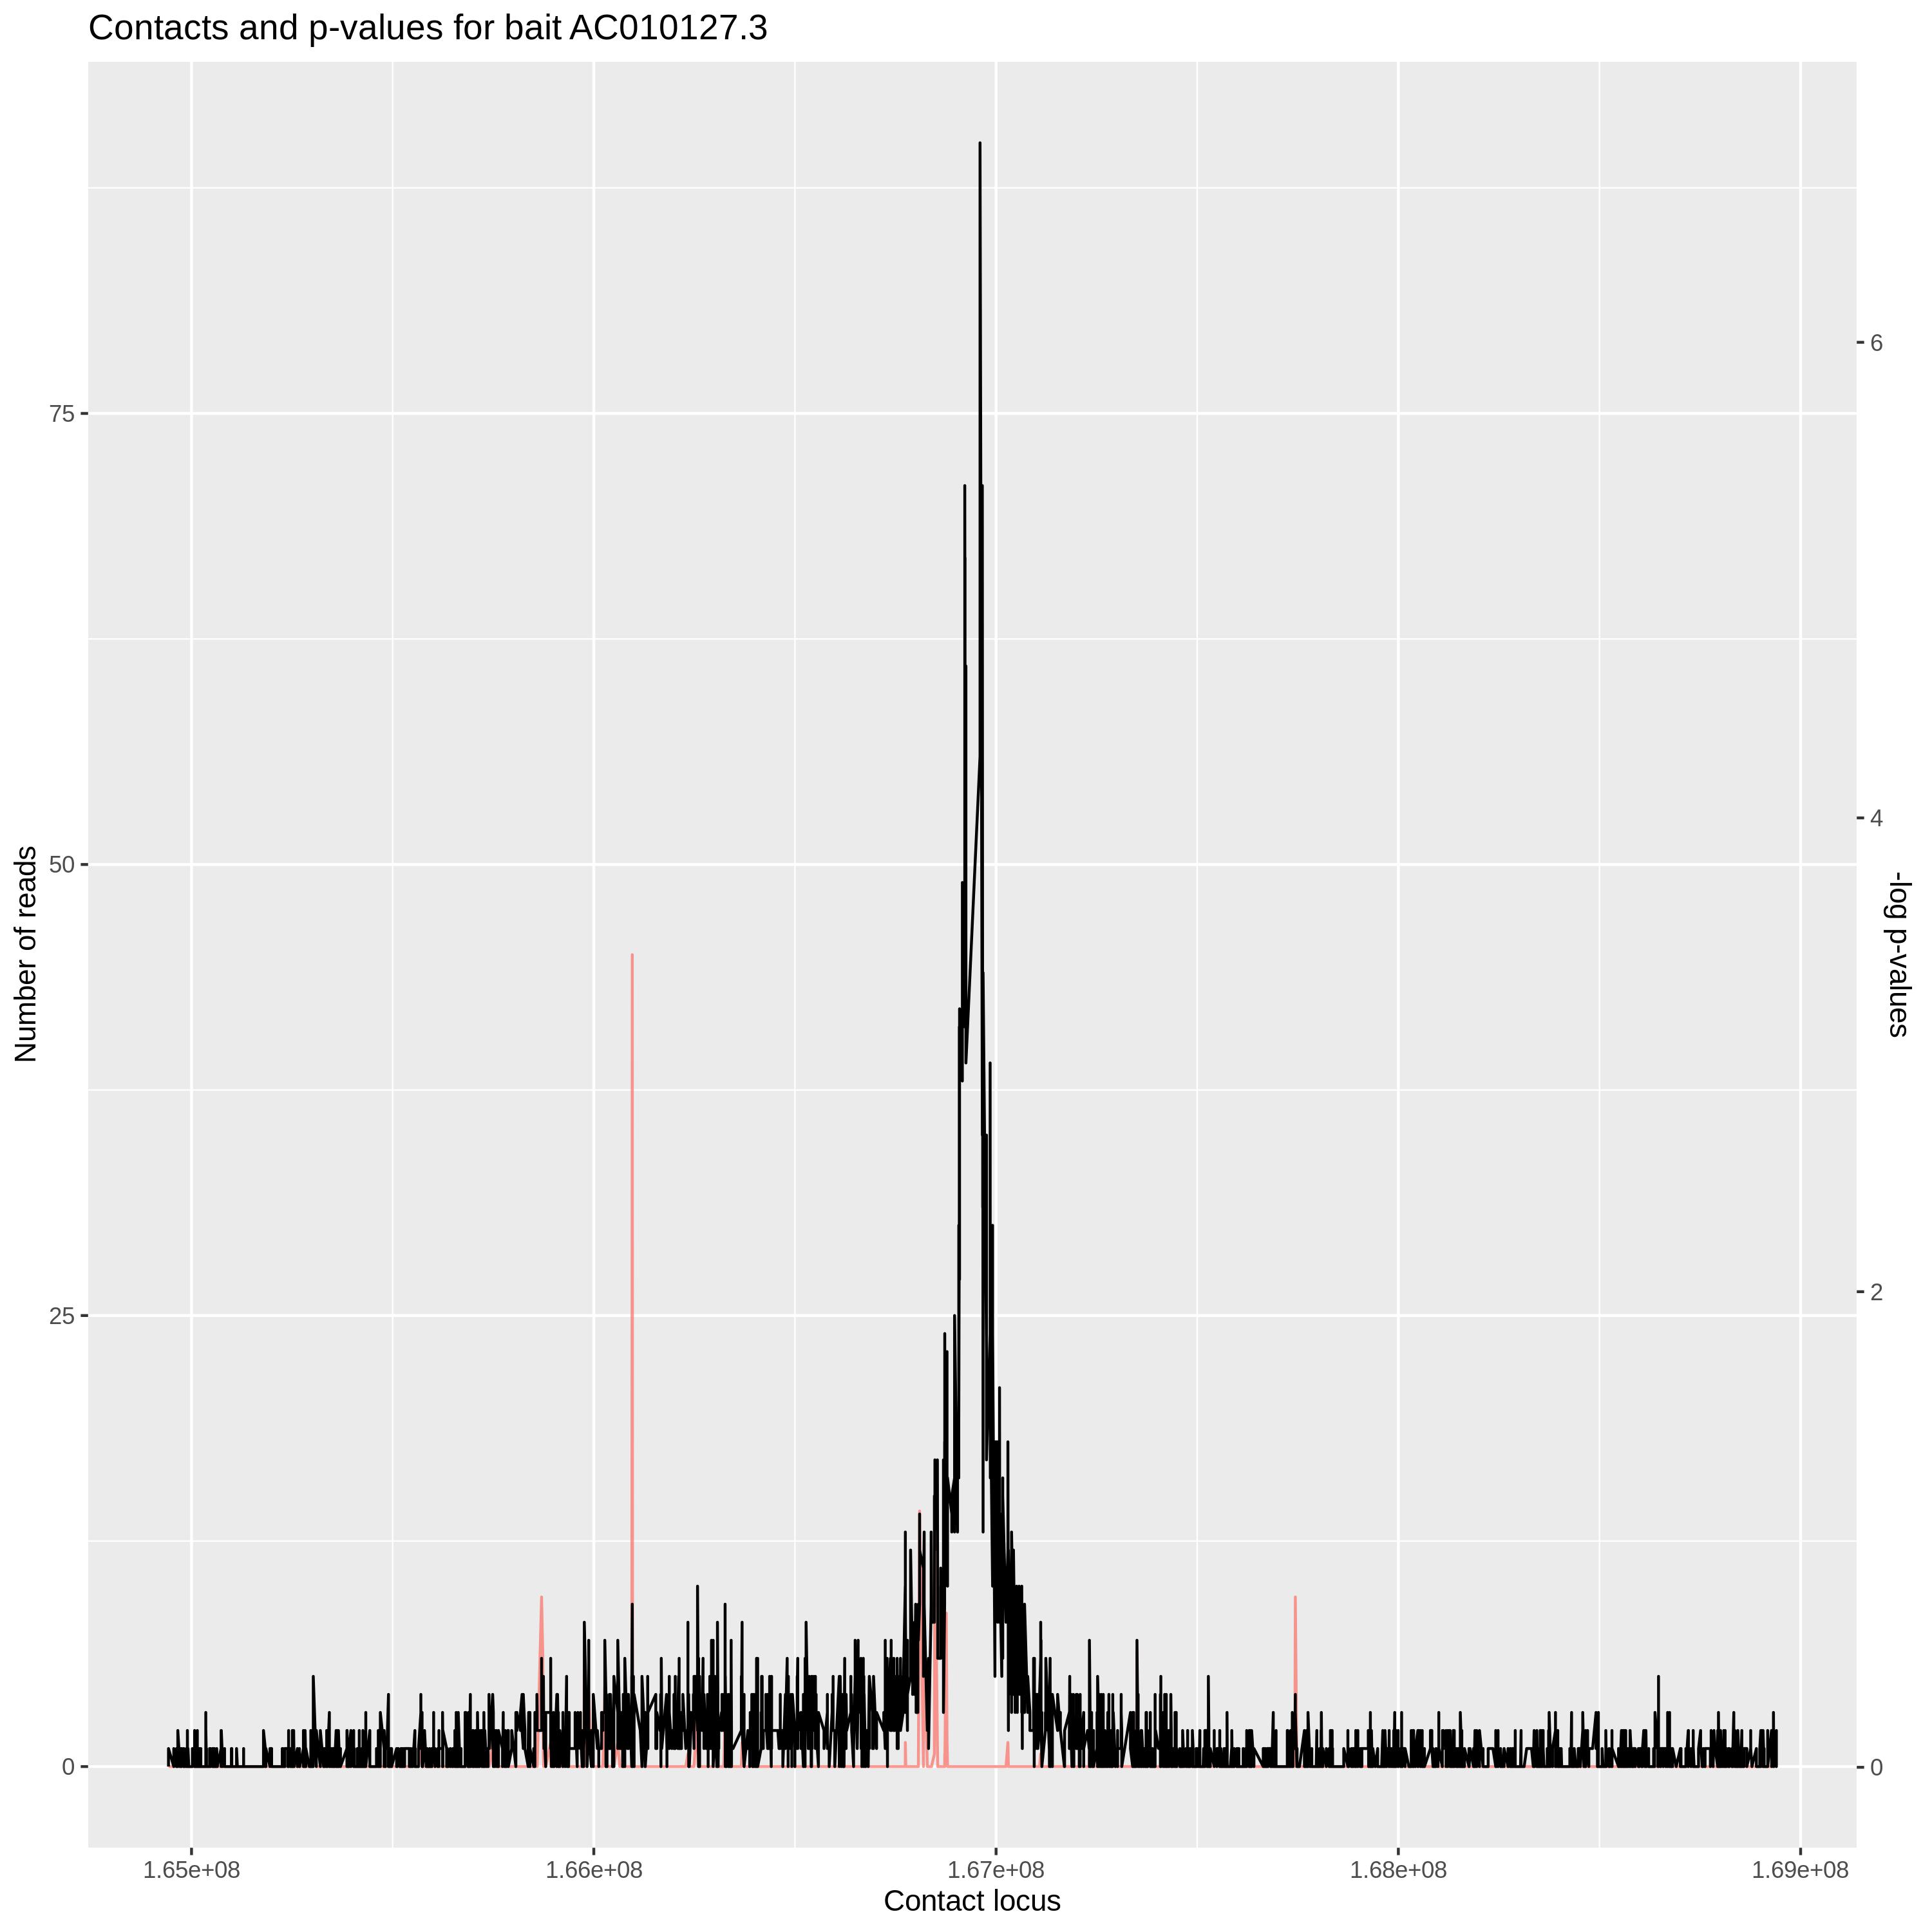 Contacts and p-values for bait AC010127.3
75
50
25
0
Number of reads
6
4
2
0
-log p-values
1.65e+08
1.66e+08
1.67e+08
1.68e+08
1.69e+08
Contact locus